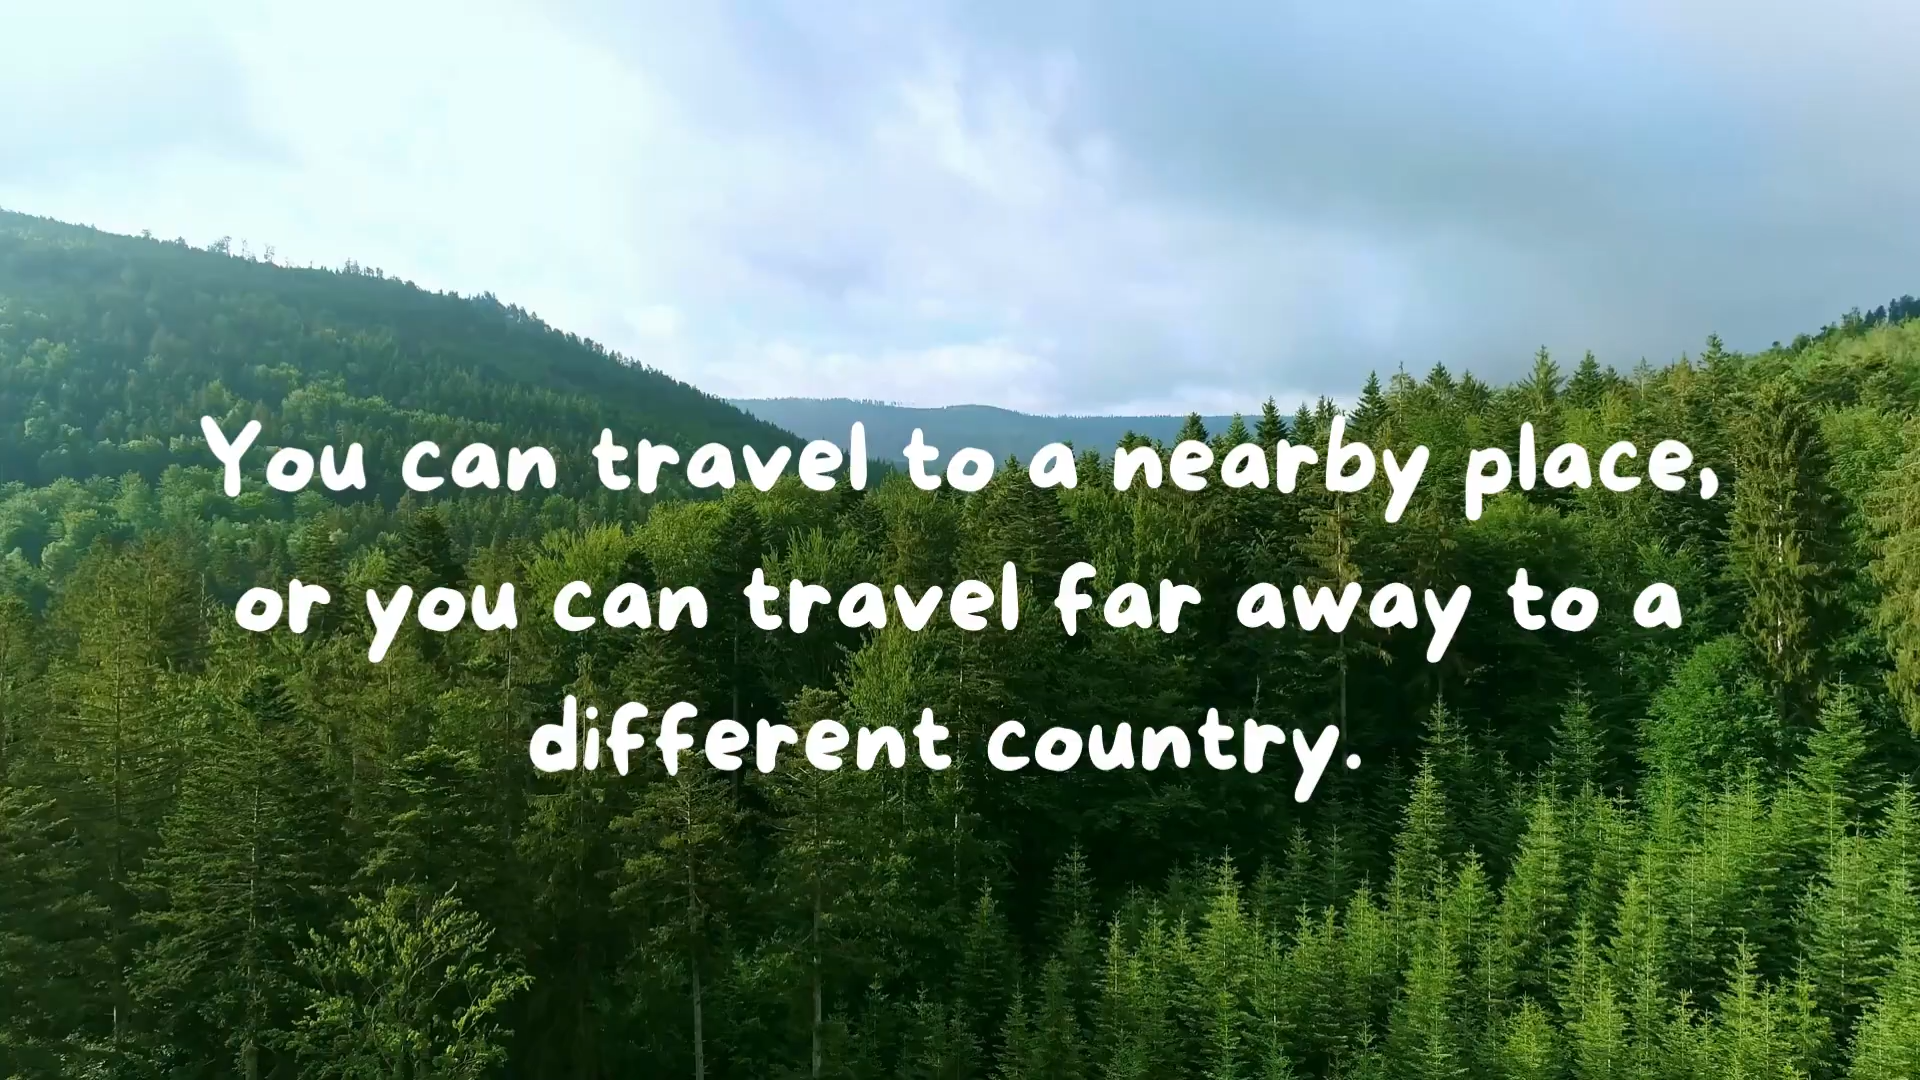 You can travel to a nearby place,
or you can travel far away to a
different country.